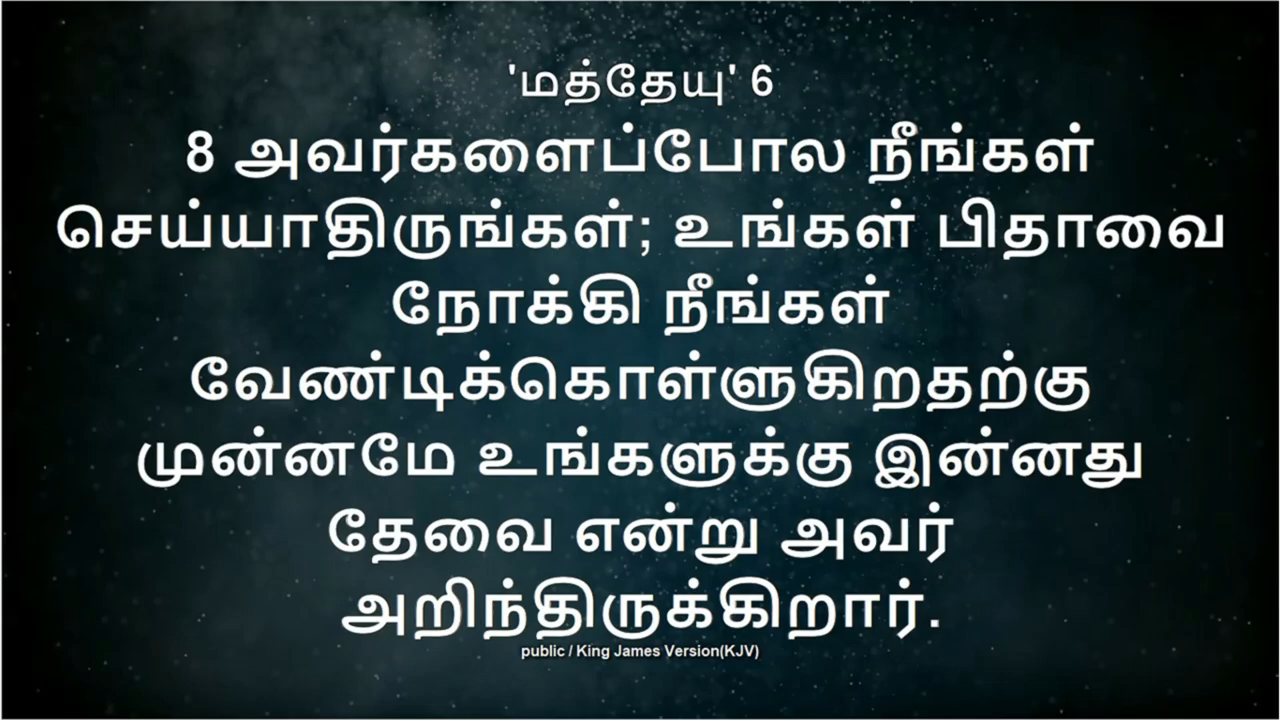 'மத்தேயு' 6
8 அவர்களைப்போல நீங்கள்
செய்யாதிருங்கள்; உங்கள் பிதாவை
நோக்கி நீங்கள்
வேண்டிக்கொள்ளுகிறதற்கு
முன்னமே உங்களுக்கு இன்னது
தேவை என்று அவர்
அறிந்திருக்கிறார்.
public / King James Version(KJV)